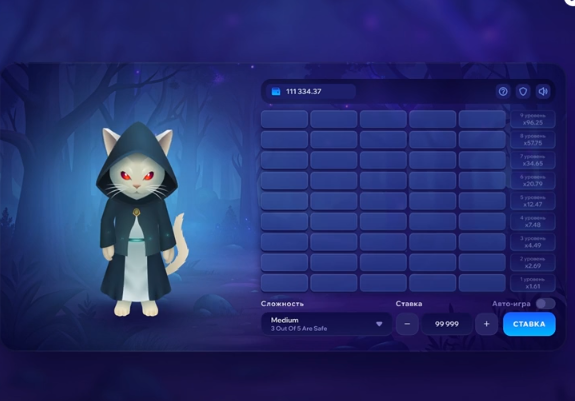 111 334.37
9 уровень
x96.25
8 уровень
x57.75
7 уровень
x34.65
6 уровень
x20.79
5 уровень
x12.47
4 уровень
x7.48
3 уровень
x4.49
2 уровень
x2.69
1 уровень
x1.61
Сложность
Ставка
Авто-игра
Medium
3 Out Of 5 Are Safe
−
99 999
+
СТАВКА